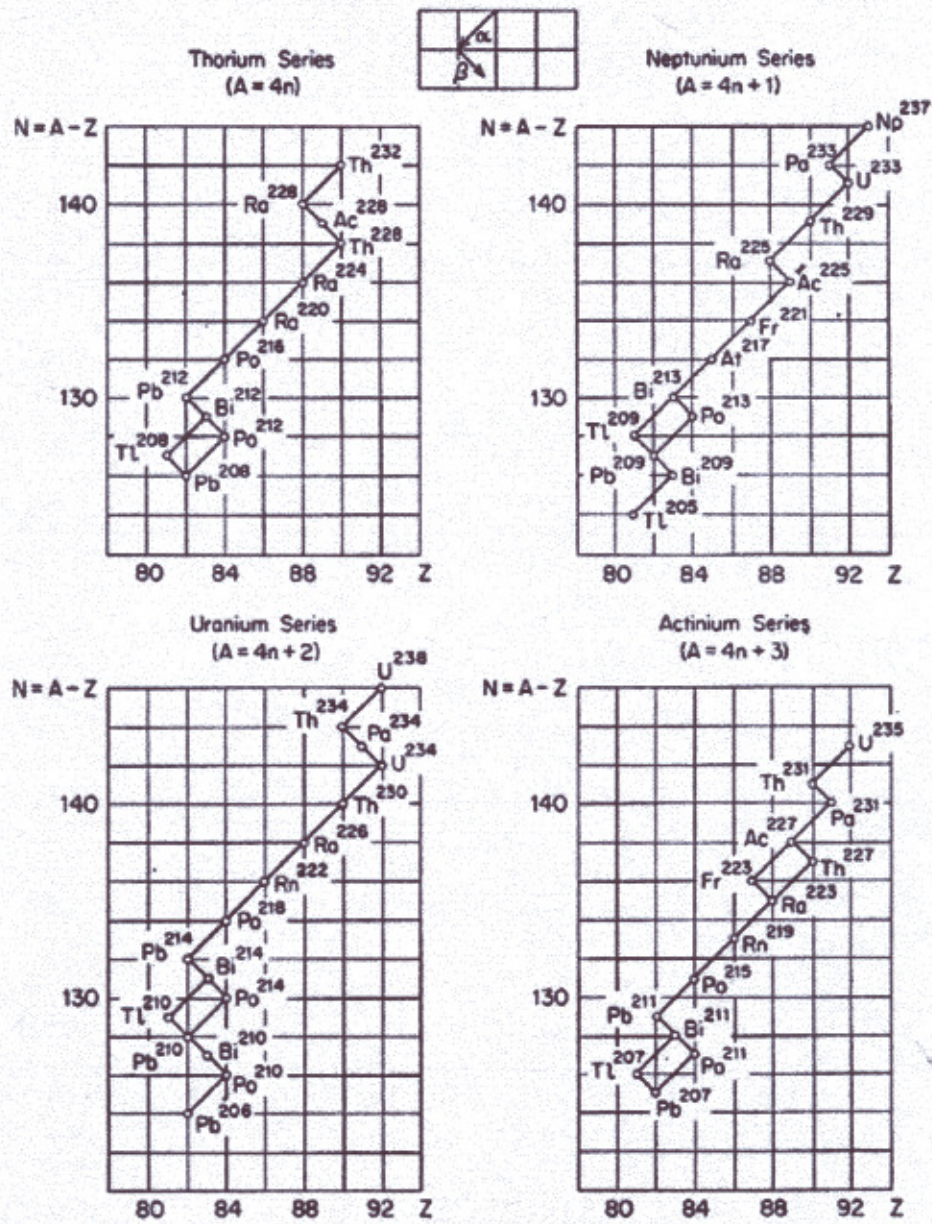 α
β
Thorium Series
(A = 4n)
N = A - Z
Th²³²
Ra²²⁸
140
Ac²²⁸
Th²²⁸
Ra²²⁴
Ra²²⁰
Po²¹⁶
Pb²¹²
130
Bi²¹²
Po²¹²
Tl²⁰⁸
Pb²⁰⁸
80 84 88 92 Z
Neptunium Series
(A = 4n + 1)
N = A - Z
Np²³⁷
Pa²³³
U²³³
140
Th²²⁹
Ra²²⁵
Ac²²⁵
Fr²²¹
At²¹⁷
Bi²¹³
130
Po²¹³
Tl²⁰⁹
Pb²⁰⁹
Bi²⁰⁹
Tl²⁰⁵
80 84 88 92 Z
Uranium Series
(A = 4n + 2)
N = A - Z
U²³⁸
Th²³⁴
Pa²³⁴
U²³⁴
140
Th²³⁰
Ra²²⁶
Rn²²²
Po²¹⁸
Pb²¹⁴
Bi²¹⁴
130
Po²¹⁴
Tl²¹⁰
Pb²¹⁰
Bi²¹⁰
Po²¹⁰
Pb²⁰⁶
80 84 88 92 Z
Actinium Series
(A = 4n + 3)
N = A - Z
U²³⁵
Th²³¹
140
Pa²³¹
Ac²²⁷
Th²²⁷
Fr²²³
Ra²²³
Rn²¹⁹
Po²¹⁵
130
Pb²¹¹
Bi²¹¹
Po²¹¹
Tl²⁰⁷
Pb²⁰⁷
80 84 88 92 Z